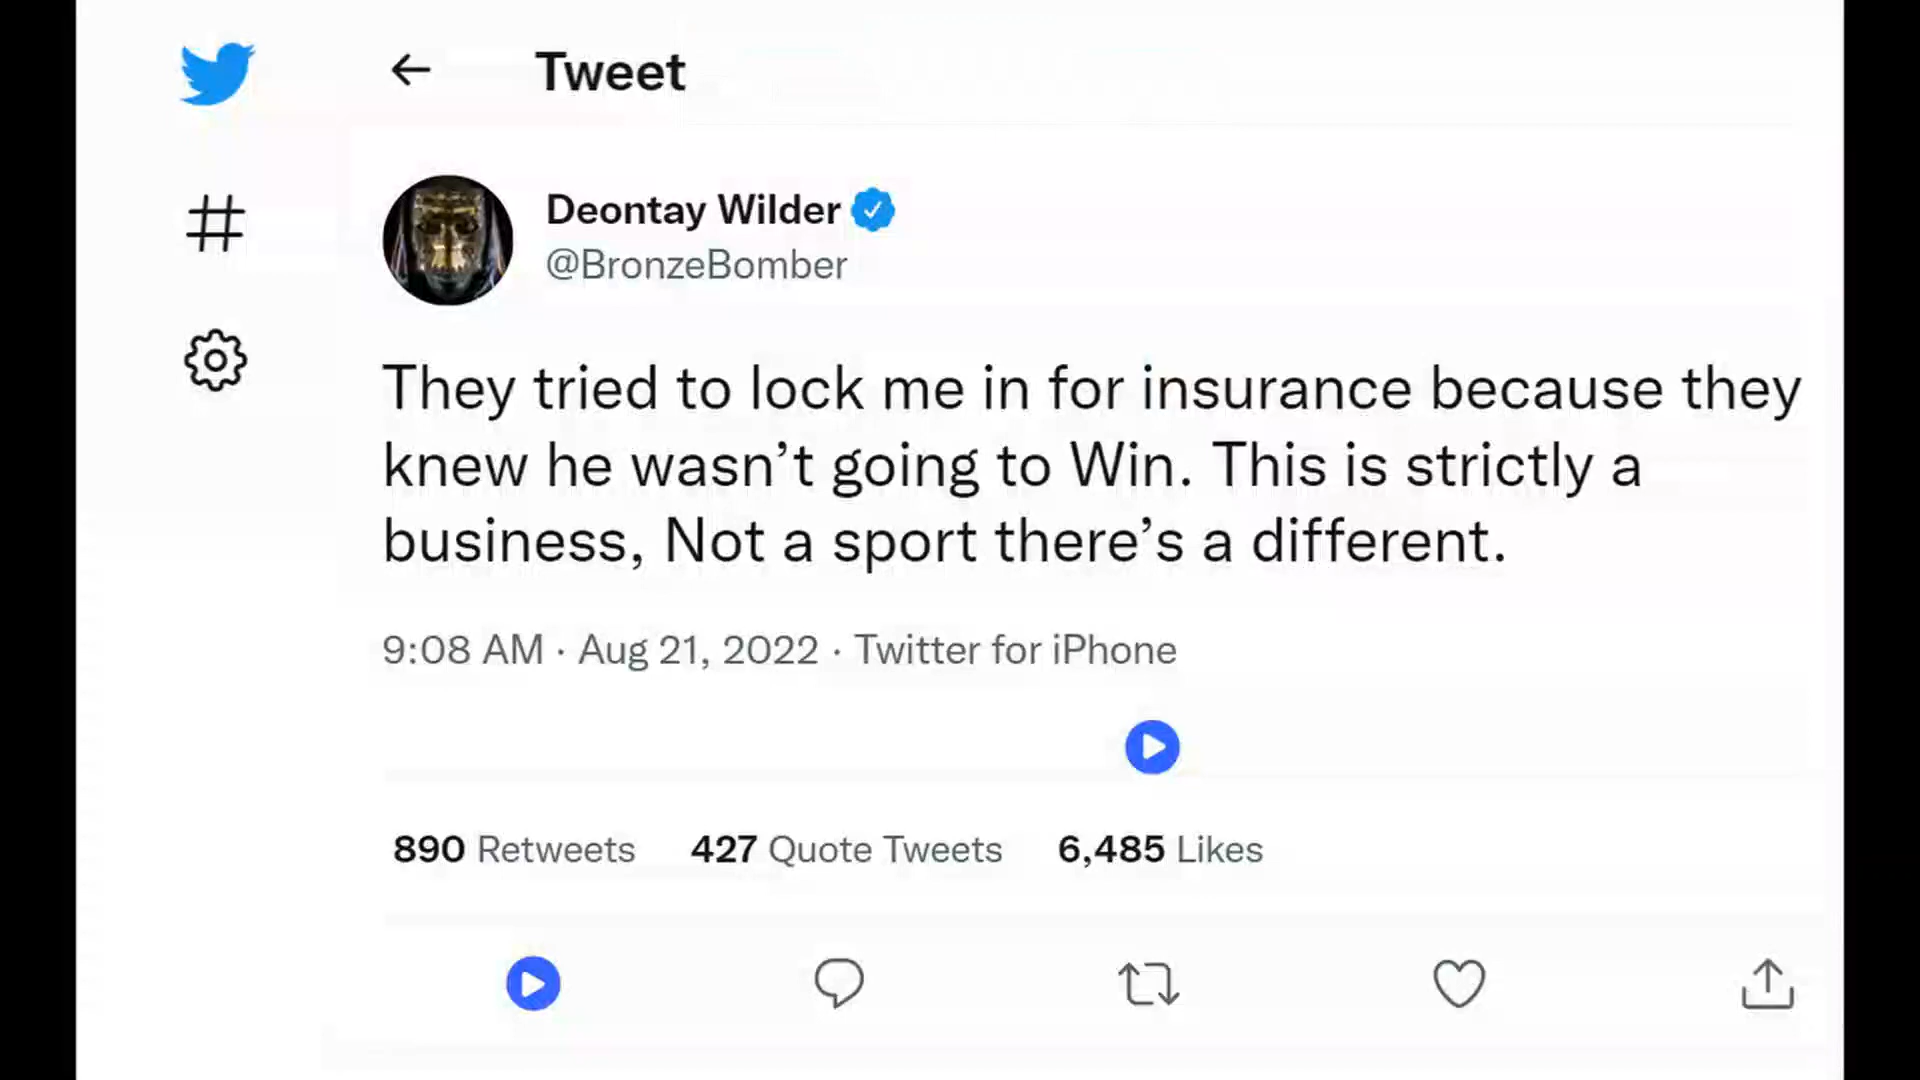 Tweet
Deontay Wilder
@BronzeBomber
They tried to lock me in for insurance because they
knew he wasn’t going to Win. This is strictly a
business, Not a sport there’s a different.
9:08 AM · Aug 21, 2022 · Twitter for iPhone
890 Retweets 427 Quote Tweets 6,485 Likes